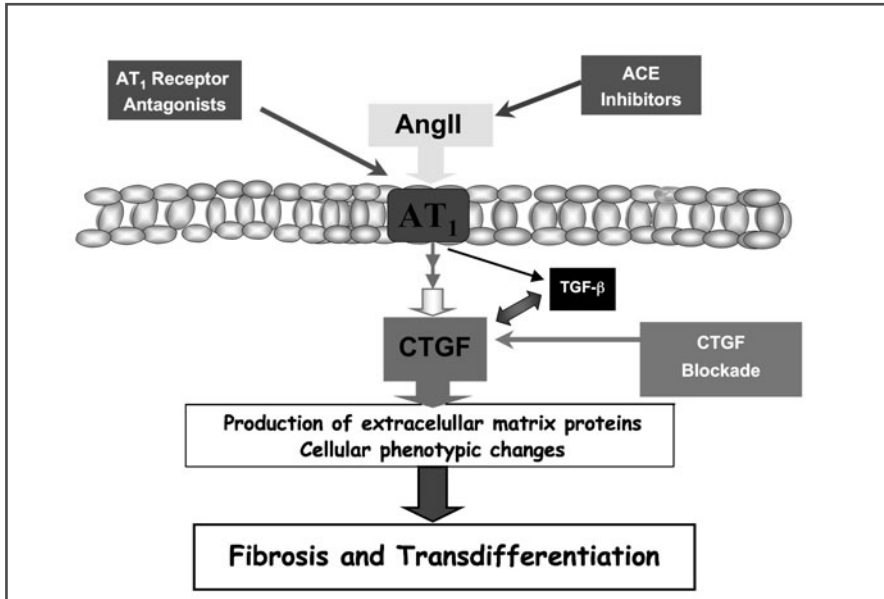 AT₁ Receptor
Antagonists
ACE
Inhibitors
AngII
AT₁
TGF-β
CTGF
CTGF
Blockade
Production of extracelullar matrix proteins
Cellular phenotypic changes
Fibrosis and Transdifferentiation